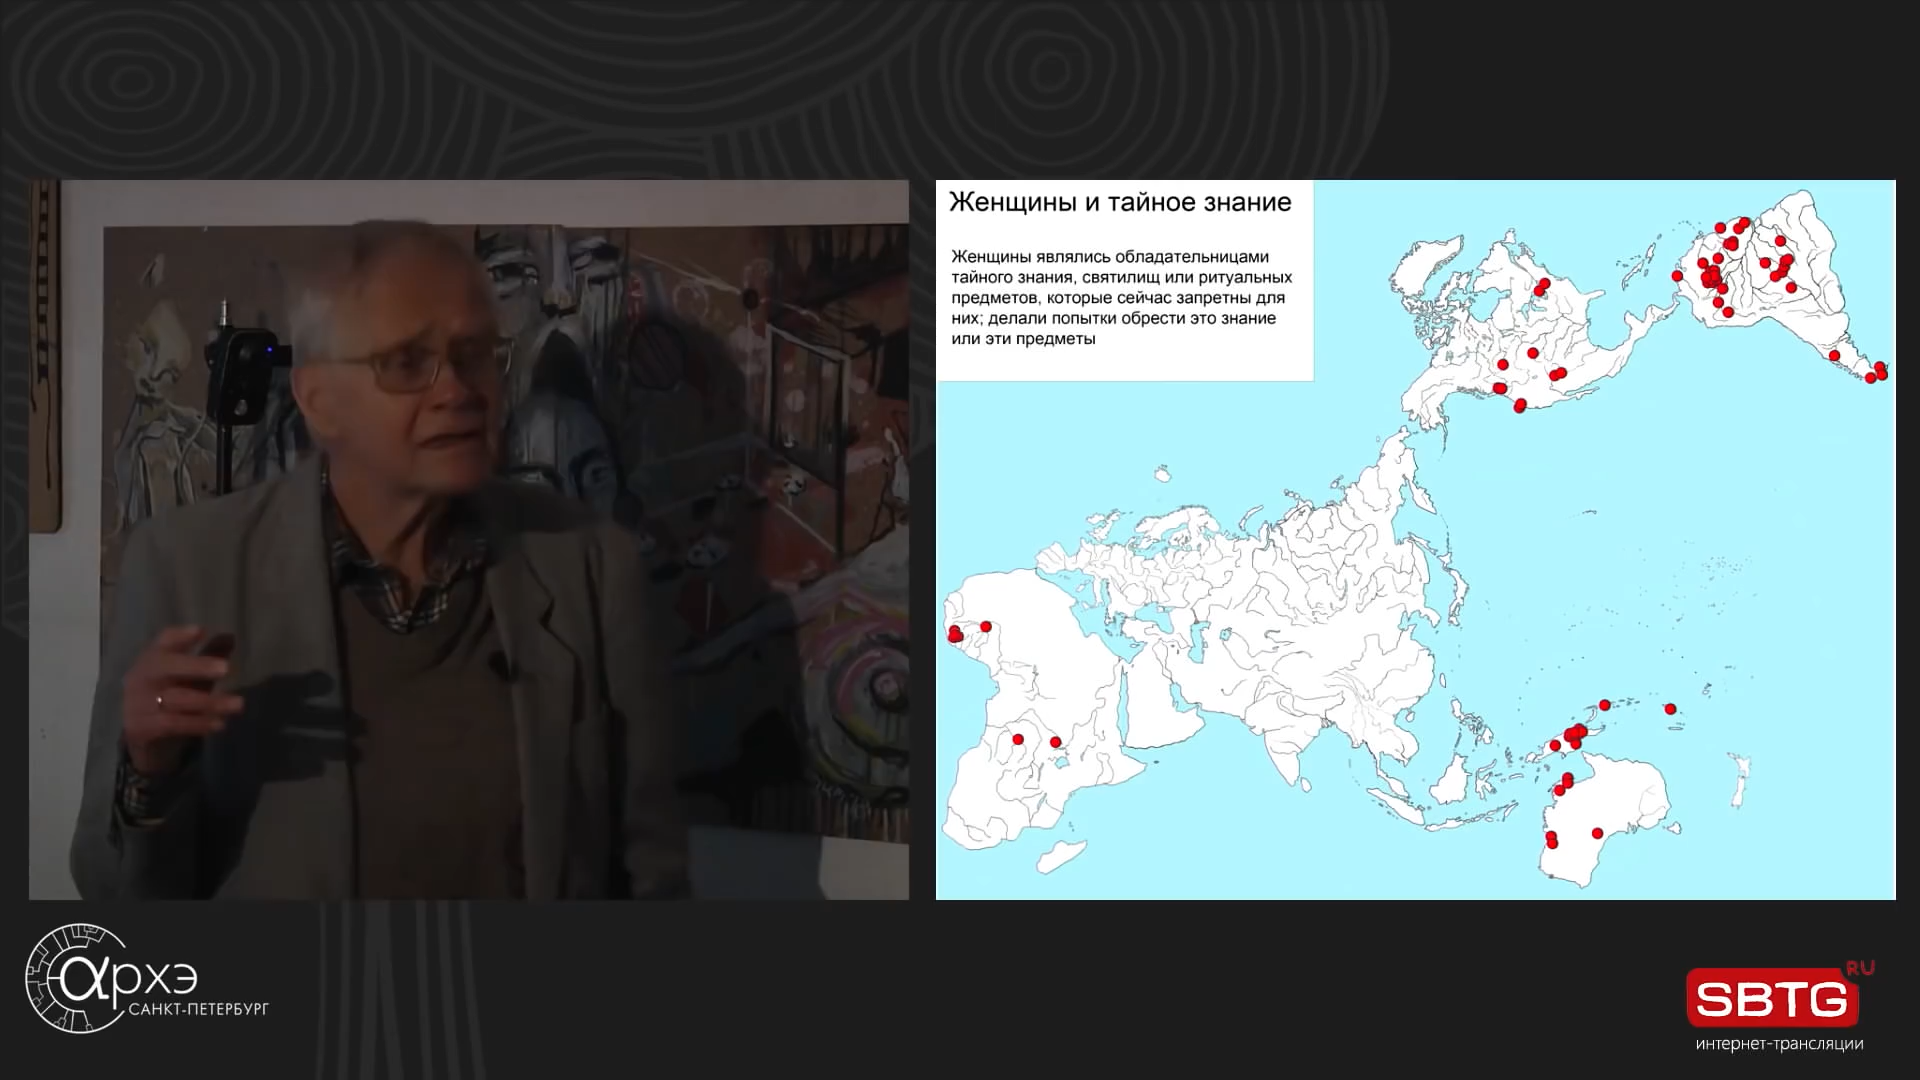 Женщины и тайное знание
Женщины являлись обладательницами
тайного знания, святилищ или ритуальных
предметов, которые сейчас запретны для
них; делали попытки обрести это знание
или эти предметы
αрхэ
САНКТ-ПЕТЕРБУРГ
RU
SBTG
интернет-трансляции